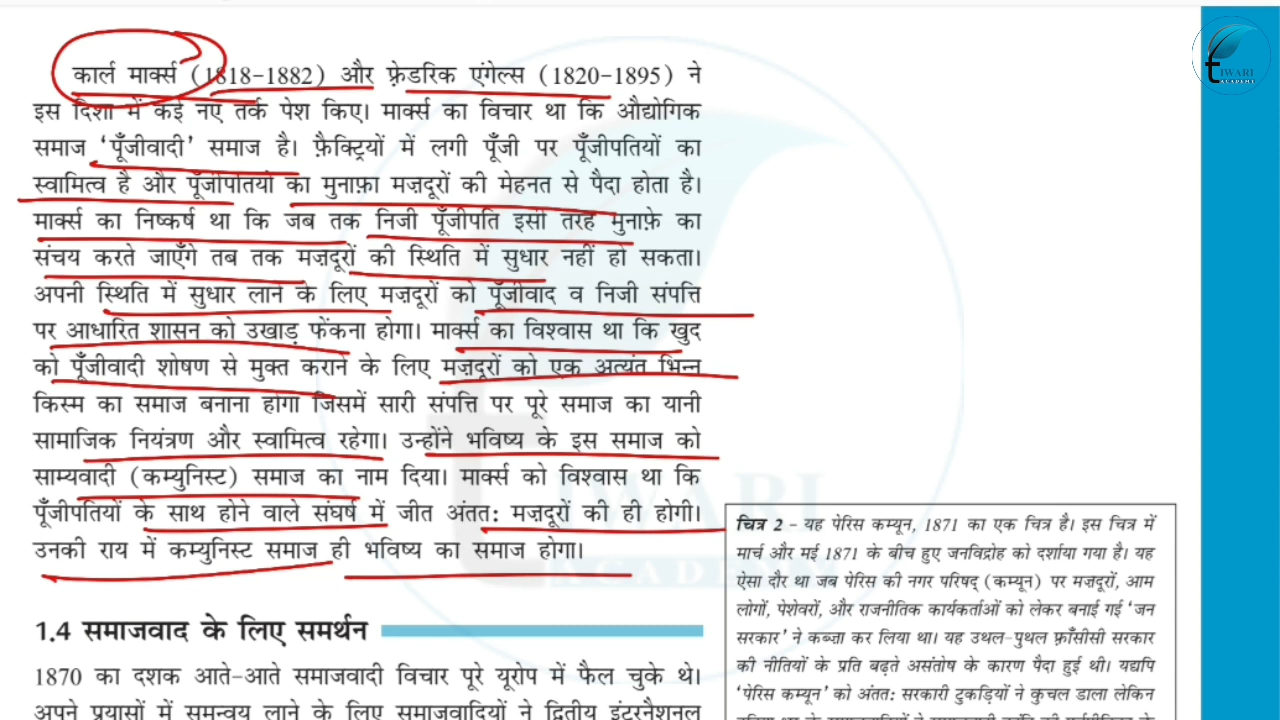 कार्ल मार्क्स (1818-1882) और फ़्रेडरिक एंगेल्स (1820-1895) ने
इस दिशा में कई नए तर्क पेश किए। मार्क्स का विचार था कि औद्योगिक
समाज ‘पूँजीवादी’ समाज है। फ़ैक्ट्रियों में लगी पूँजी पर पूँजीपतियों का
स्वामित्व है और पूँजीपतियों का मुनाफ़ा मज़दूरों की मेहनत से पैदा होता है।
मार्क्स का निष्कर्ष था कि जब तक निजी पूँजीपति इसी तरह मुनाफ़े का
संचय करते जाएँगे तब तक मज़दूरों की स्थिति में सुधार नहीं हो सकता।
अपनी स्थिति में सुधार लाने के लिए मज़दूरों को पूँजीवाद व निजी संपत्ति
पर आधारित शासन को उखाड़ फेंकना होगा। मार्क्स का विश्वास था कि खुद
को पूँजीवादी शोषण से मुक्त कराने के लिए मज़दूरों को एक अत्यंत भिन्न
किस्म का समाज बनाना होगा जिसमें सारी संपत्ति पर पूरे समाज का यानी
सामाजिक नियंत्रण और स्वामित्व रहेगा। उन्होंने भविष्य के इस समाज को
साम्यवादी (कम्युनिस्ट) समाज का नाम दिया। मार्क्स को विश्वास था कि
पूँजीपतियों के साथ होने वाले संघर्ष में जीत अंततः मज़दूरों की ही होगी।
उनकी राय में कम्युनिस्ट समाज ही भविष्य का समाज होगा।
1.4 समाजवाद के लिए समर्थन
1870 का दशक आते-आते समाजवादी विचार पूरे यूरोप में फैल चुके थे।
अपने प्रयासों में समन्वय लाने के लिए समाजवादियों ने द्वितीय इंटरनैशनल
चित्र 2 - यह पेरिस कम्यून, 1871 का एक चित्र है। इस चित्र में
मार्च और मई 1871 के बीच हुए जनविद्रोह को दर्शाया गया है। यह
ऐसा दौर था जब पेरिस की नगर परिषद् (कम्यून) पर मज़दूरों, आम
लोगों, पेशेवरों, और राजनीतिक कार्यकर्ताओं को लेकर बनाई गई ‘जन
सरकार’ ने कब्ज़ा कर लिया था। यह उथल-पुथल फ़्राँसीसी सरकार
की नीतियों के प्रति बढ़ते असंतोष के कारण पैदा हुई थी। यद्यपि
‘पेरिस कम्यून’ को अंततः सरकारी टुकड़ियों ने कुचल डाला लेकिन
TIWARI
ACADEMY